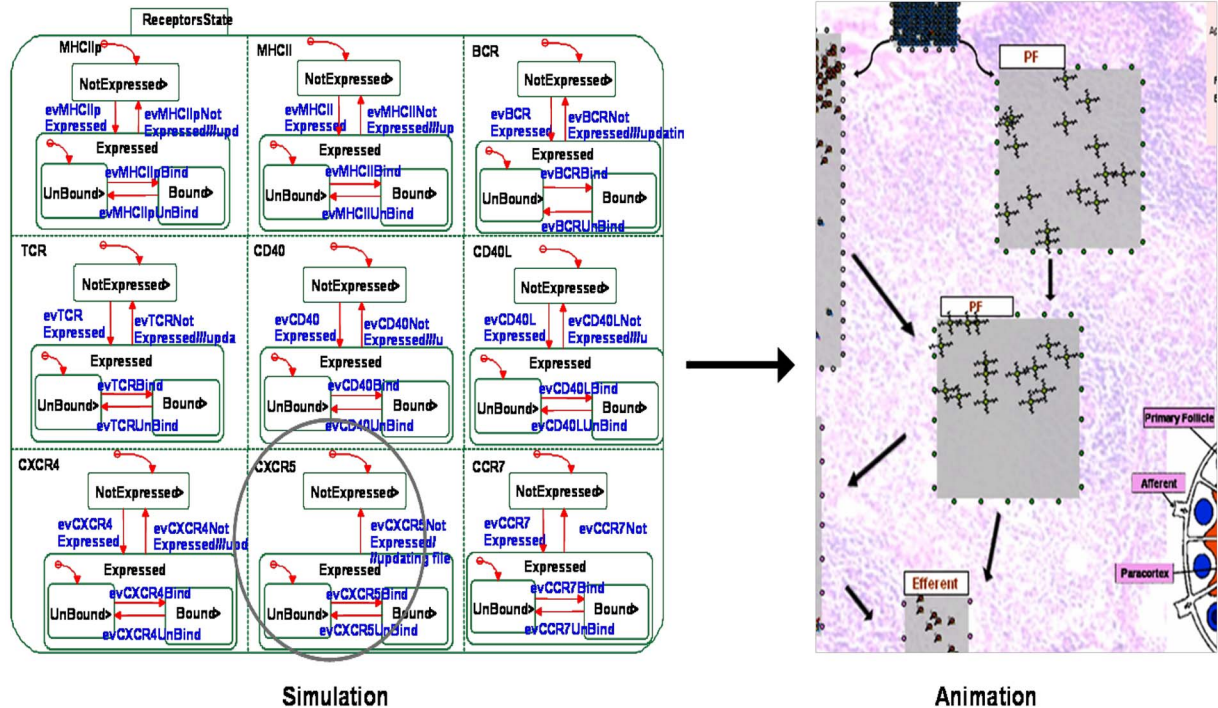 ReceptorsState
MHCIIp
NotExpressed>
evMHCIIp
Expressed
evMHCIIpNot
Expressed///upd
Expressed
evMHCIIpBind
UnBound>
Bound>
evMHCIIpUnBind
MHCII
NotExpressed>
evMHCII
Expressed
evMHCIINot
Expressed///up
Expressed
evMHCIIBind
UnBound>
Bound>
evMHCIIUnBind
BCR
NotExpressed>
evBCR
Expressed
evBCRNot
Expressed///updatin
Expressed
evBCRBind
UnBound>
Bound>
evBCRUnBind
TCR
NotExpressed>
evTCR
Expressed
evTCRNot
Expressed///upda
Expressed
evTCRBind
UnBound>
Bound>
evTCRUnBind
CD40
NotExpressed>
evCD40
Expressed
evCD40Not
Expressed///u
Expressed
evCD40Bind
UnBound>
Bound>
evCD40UnBind
CD40L
NotExpressed>
evCD40L
Expressed
evCD40LNot
Expressed///u
Expressed
evCD40LBind
UnBound>
Bound>
evCD40LUnBind
CXCR4
NotExpressed>
evCXCR4
Expressed
evCXCR4Not
Expressed///upd
Expressed
evCXCR4Bind
UnBound>
Bound>
evCXCR4UnBind
CXCR5
NotExpressed>
evCXCR5Not
Expressed/
//updating file
Expressed
evCXCR5Bind
UnBound>
Bound>
evCXCR5UnBind
CCR7
NotExpressed>
evCCR7
Expressed
evCCR7Not
Expressed
evCCR7Bind
UnBound>
Bound>
evCCR7UnBind
Simulation
PF
PF
Primary Follicle
Afferent
Paracortex
Efferent
Animation